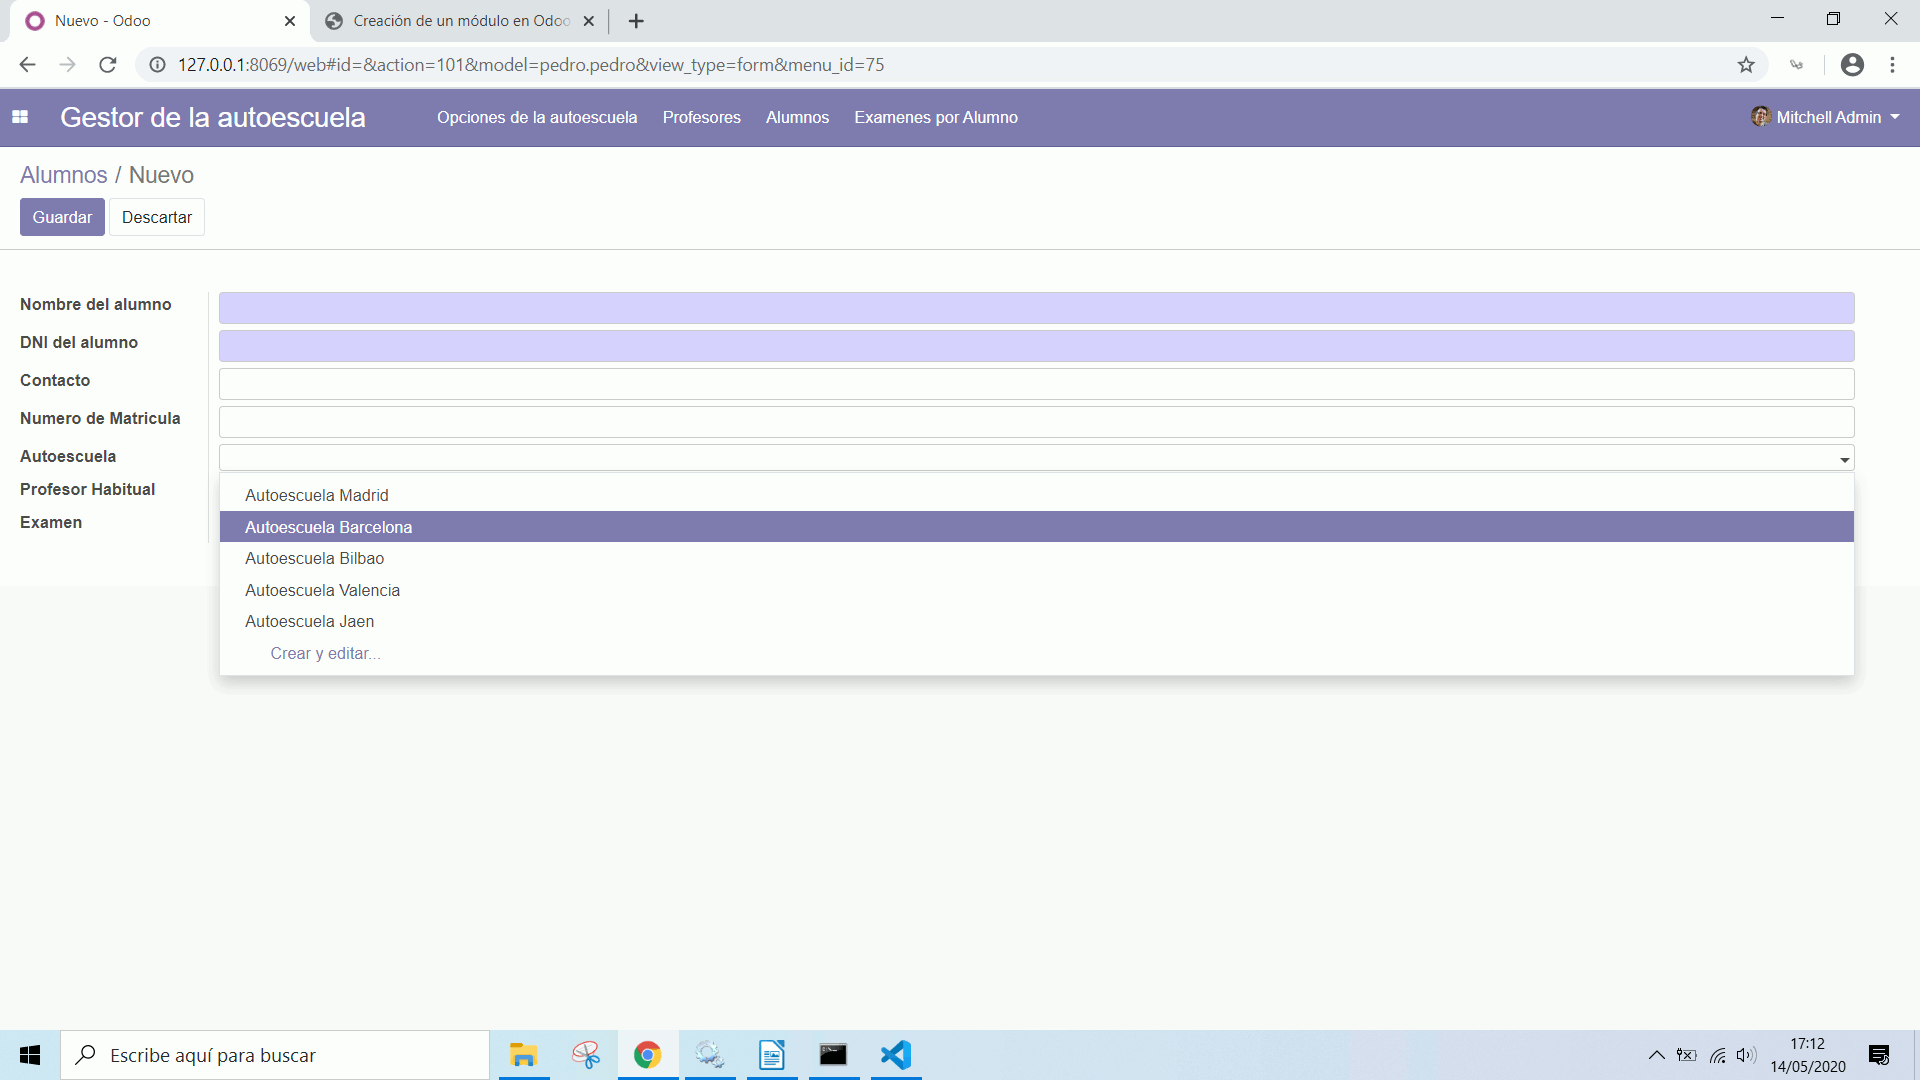 Nuevo - Odoo
Creación de un módulo en Odoo
127.0.0.1:8069/web#id=&action=101&model=pedro.pedro&view_type=form&menu_id=75
Gestor de la autoescuela
Opciones de la autoescuela
Profesores
Alumnos
Examenes por Alumno
Mitchell Admin
Alumnos / Nuevo
Guardar
Descartar
Nombre del alumno
DNI del alumno
Contacto
Numero de Matricula
Autoescuela
Profesor Habitual
Examen
Autoescuela Madrid
Autoescuela Barcelona
Autoescuela Bilbao
Autoescuela Valencia
Autoescuela Jaen
Crear y editar...
Escribe aquí para buscar
17:12
14/05/2020